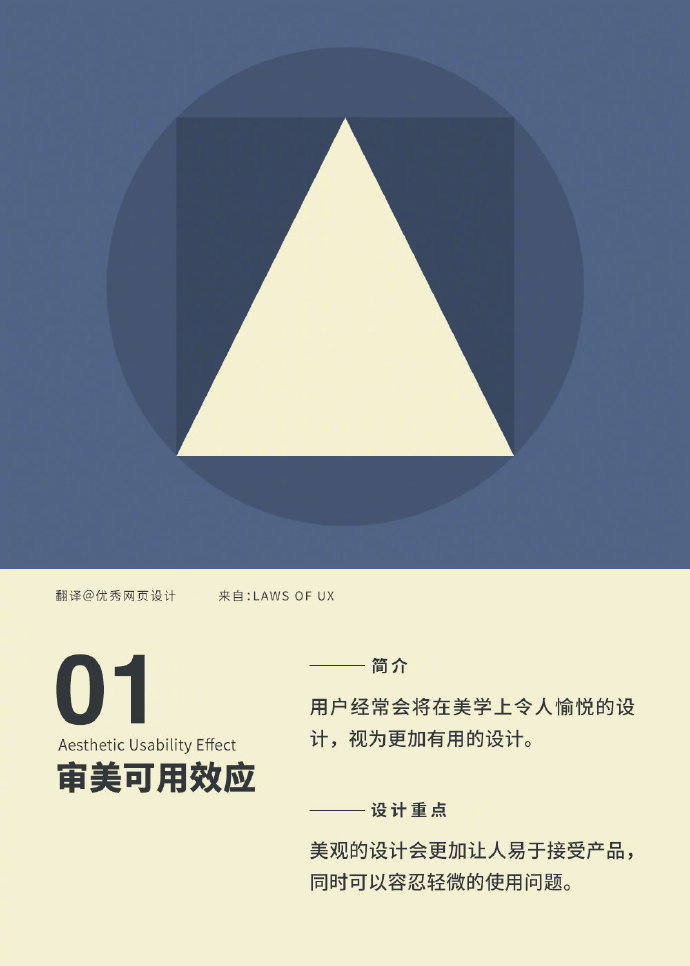 翻译@优秀网页设计 来自:LAWS OF UX
01
Aesthetic Usability Effect
审美可用效应
简介
用户经常会将在美学上令人愉悦的设
计，视为更加有用的设计。
设计重点
美观的设计会更加让人易于接受产品，
同时可以容忍轻微的使用问题。